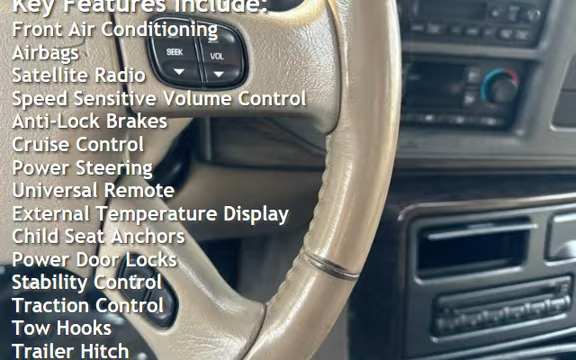 Key Features Include:
Front Air Conditioning
Airbags
Satellite Radio
Speed Sensitive Volume Control
Anti-Lock Brakes
Cruise Control
Power Steering
Universal Remote
External Temperature Display
Child Seat Anchors
Power Door Locks
Stability Control
Traction Control
Tow Hooks
Trailer Hitch
SEEK
VOL